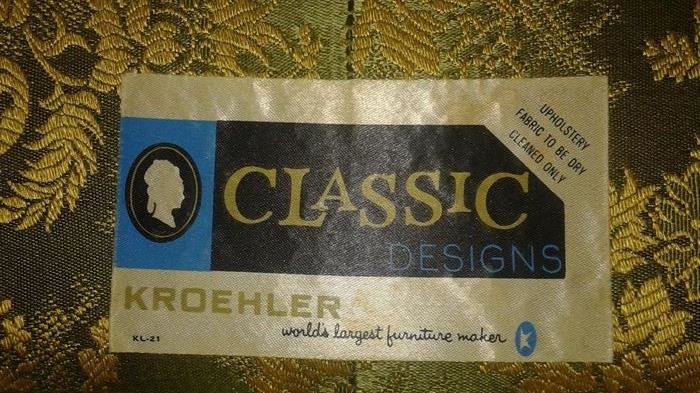 UPHOLSTERY
FABRIC TO BE DRY
CLEANED ONLY
CLASSIC
DESIGNS
KROEHLER
world's largest furniture maker K
KL-21